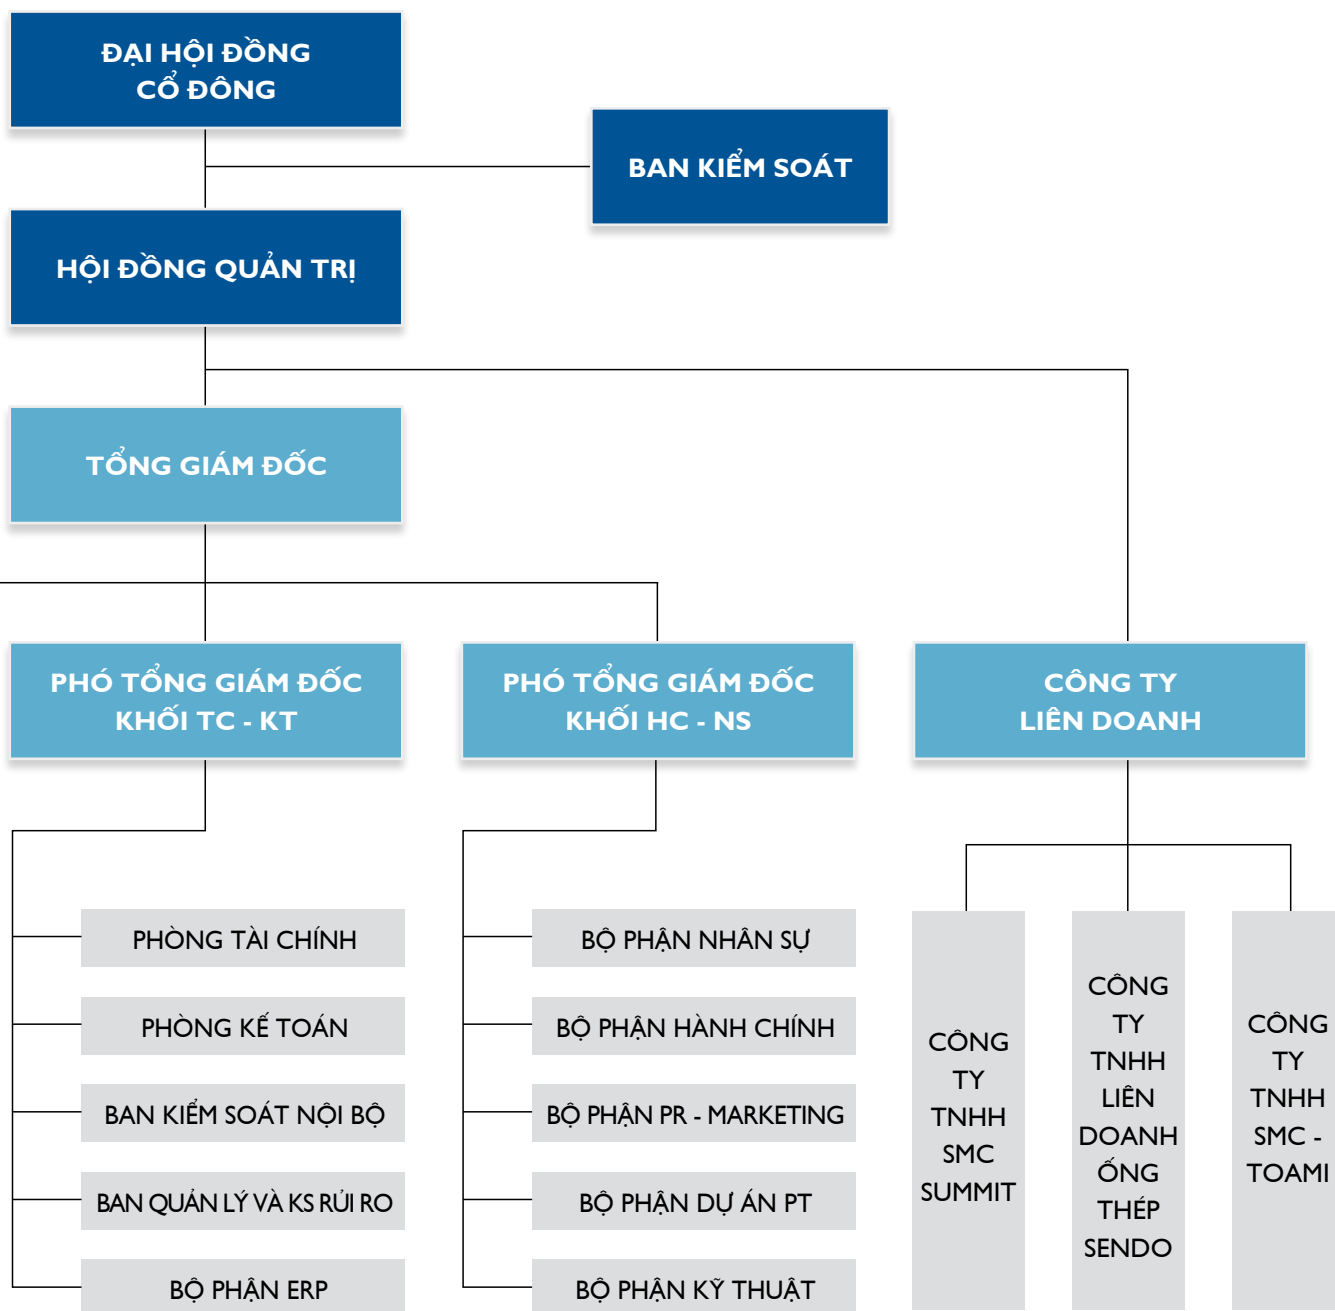 ĐẠI HỘI ĐỒNG
CỔ ĐÔNG
BAN KIỂM SOÁT
HỘI ĐỒNG QUẢN TRỊ
TỔNG GIÁM ĐỐC
PHÓ TỔNG GIÁM ĐỐC
KHỐI TC - KT
PHÓ TỔNG GIÁM ĐỐC
KHỐI HC - NS
CÔNG TY
LIÊN DOANH
PHÒNG TÀI CHÍNH
PHÒNG KẾ TOÁN
BAN KIỂM SOÁT NỘI BỘ
BAN QUẢN LÝ VÀ KS RỦI RO
BỘ PHẬN ERP
BỘ PHẬN NHÂN SỰ
BỘ PHẬN HÀNH CHÍNH
BỘ PHẬN PR - MARKETING
BỘ PHẬN DỰ ÁN PT
BỘ PHẬN KỸ THUẬT
CÔNG
TY
TNHH
SMC
SUMMIT
CÔNG
TY
TNHH
LIÊN
DOANH
ỐNG
THÉP
SENDO
CÔNG
TY
TNHH
SMC -
TOAMI